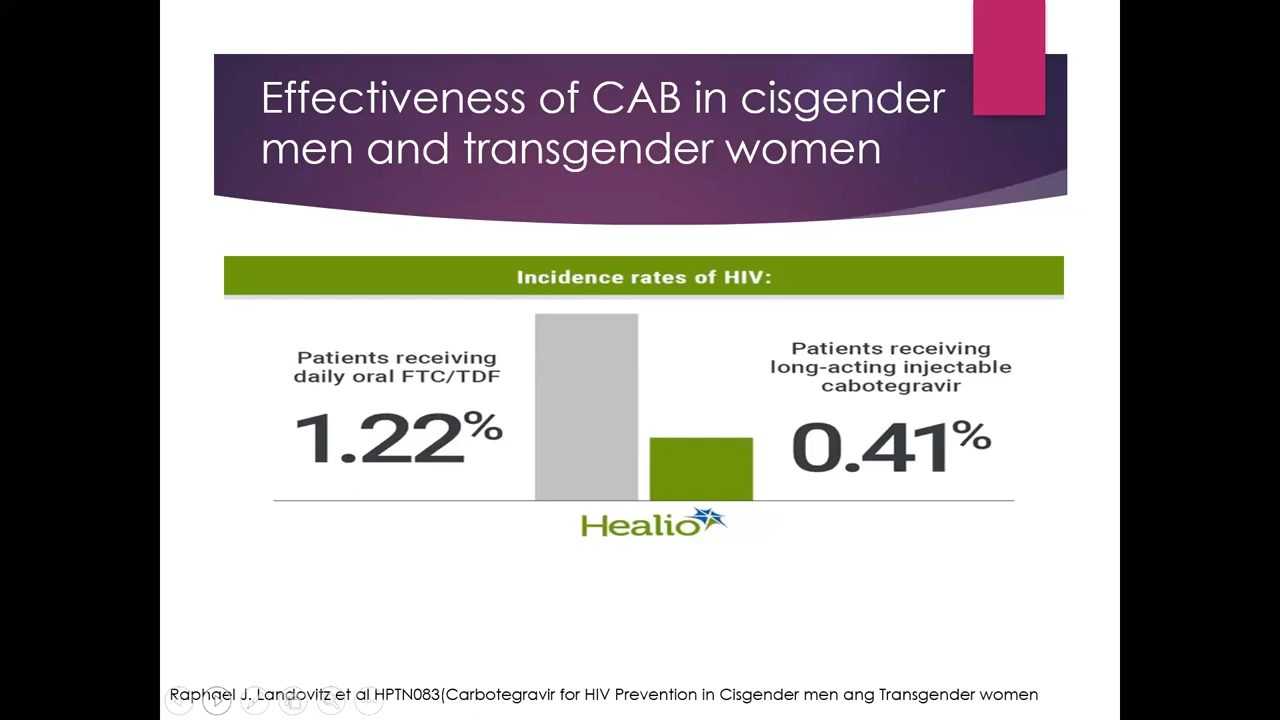 Effectiveness of CAB in cisgender
men and transgender women
Incidence rates of HIV:
Patients receiving
daily oral FTC/TDF
1.22%
Patients receiving
long-acting injectable
cabotegravir
0.41%
Healio
Raphael J. Landovitz et al HPTN083(Carbotegravir for HIV Prevention in Cisgender men ang Transgender women